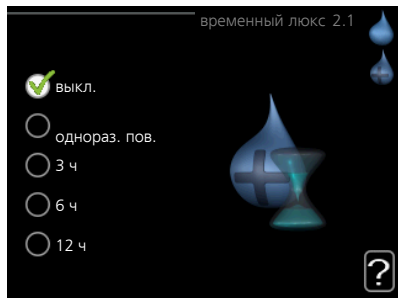 временный люкс 2.1
выкл.
однораз. пов.
3 ч
6 ч
12 ч
?